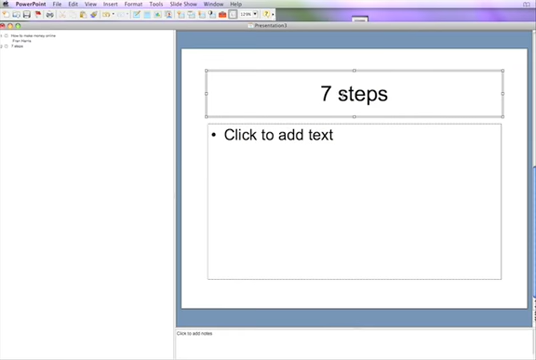 PowerPoint File Edit View Insert Format Tools Slide Show Window Help
Presentation1
How to make money online
7 steps
7 steps
• Click to add text
Click to add notes